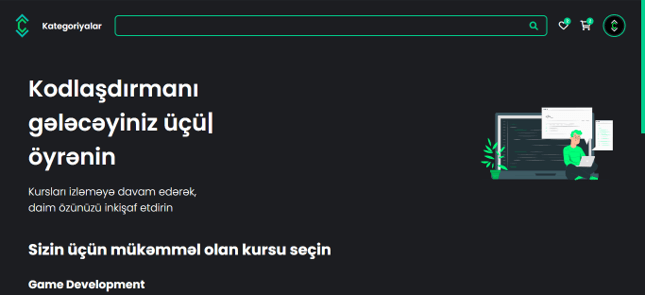 Kateqoriyalar
Kodlaşdırmanı
gələcəyiniz üçü|
öyrənin
Kursları izləməyə davam edərək,
daim özünüzü inkişaf etdirin
Sizin üçün mükəmməl olan kursu seçin
Game Development